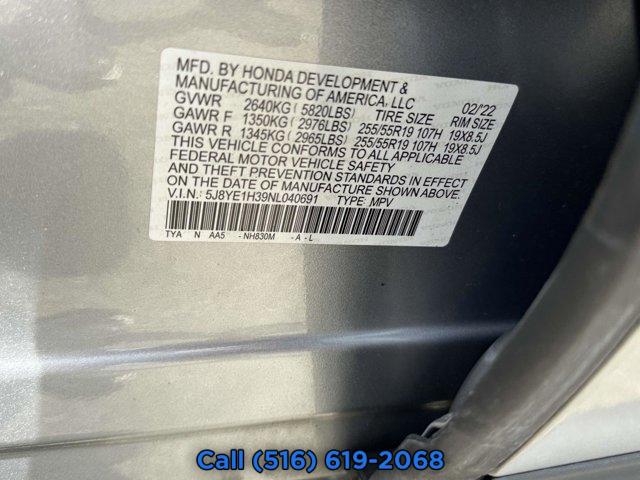 MFD. BY HONDA DEVELOPMENT &
MANUFACTURING OF AMERICA, LLC 02/'22
GVWR 2640KG (5820LBS) TIRE SIZE RIM SIZE
GAWR F 1350KG (2976LBS) 255/55R19 107H 19X8.5J
GAWR R 1345KG (2965LBS) 255/55R19 107H 19X8.5J
THIS VEHICLE CONFORMS TO ALL APPLICABLE
FEDERAL MOTOR VEHICLE SAFETY
AND THEFT PREVENTION STANDARDS IN EFFECT
ON THE DATE OF MANUFACTURE SHOWN ABOVE.
V.I.N.: 5J8YE1H39NL040691 TYPE: MPV
TYA N AA5 -NH830M -A-L
Call (516) 619-2068